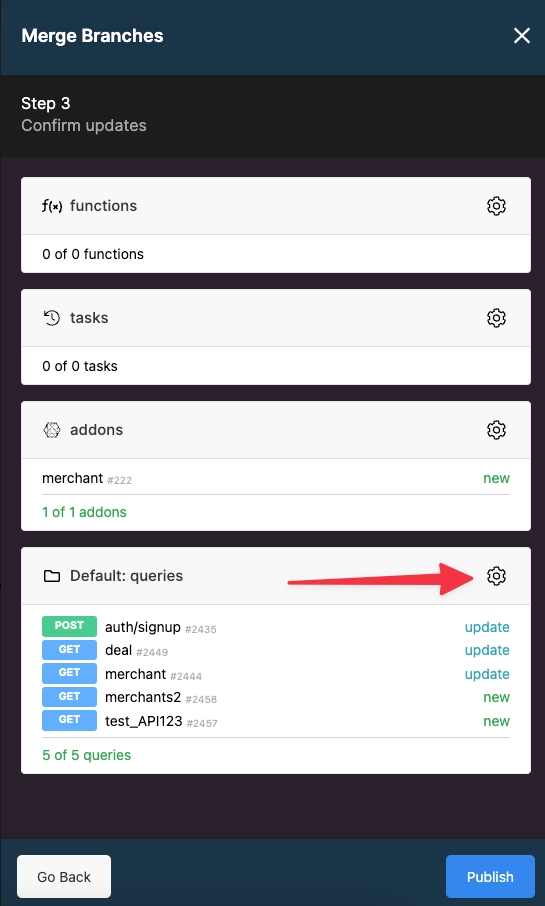 Merge Branches
Step 3
Confirm updates
f(x) functions
0 of 0 functions
tasks
0 of 0 tasks
addons
merchant #222 new
1 of 1 addons
Default: queries
POST auth/signup #2435 update
GET deal #2449 update
GET merchant #2444 update
GET merchants2 #2458 new
GET test_API123 #2457 new
5 of 5 queries
Go Back Publish